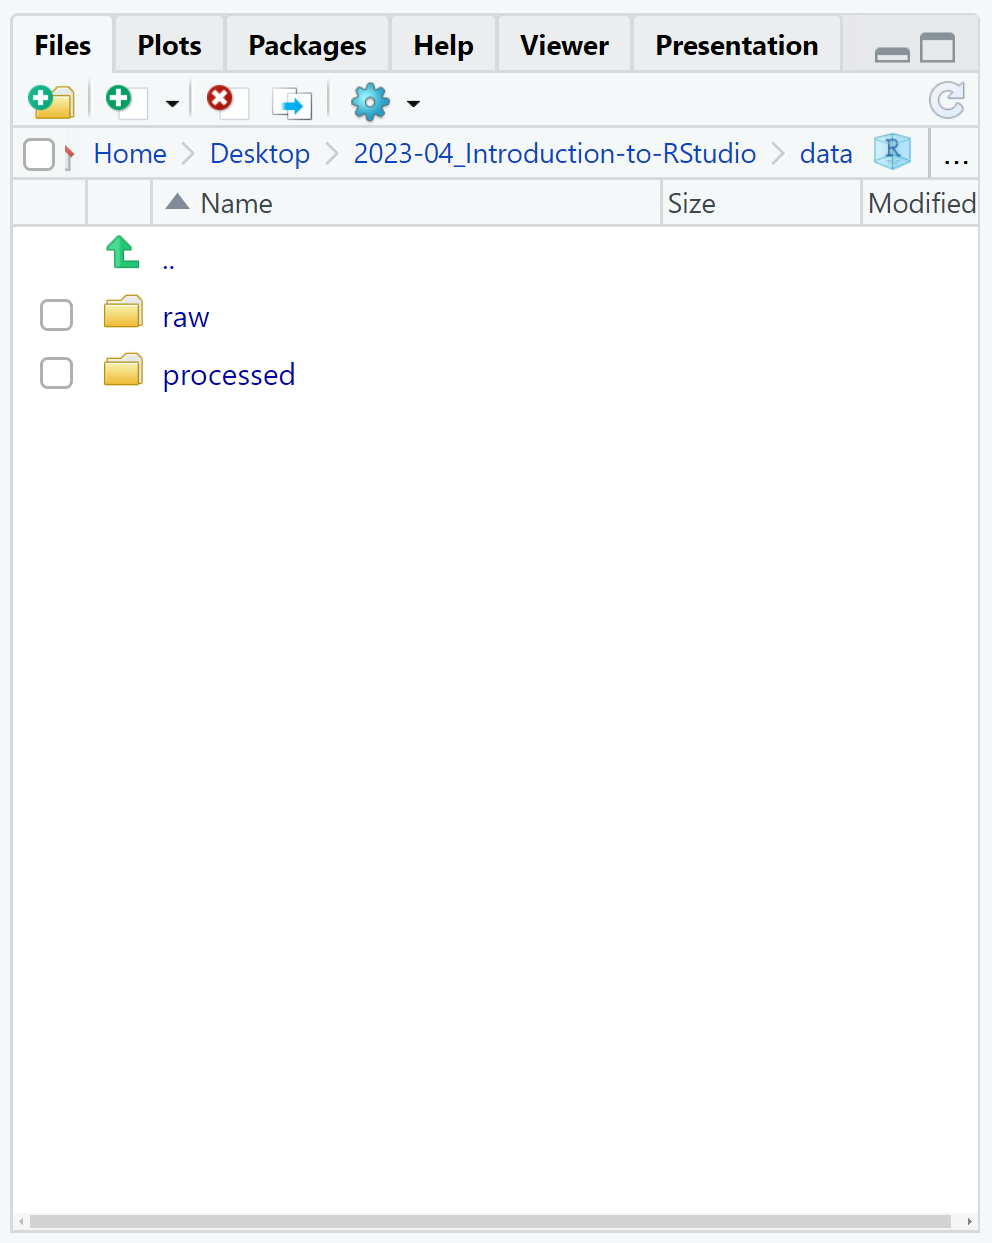 Files Plots Packages Help Viewer Presentation
Home Desktop 2023-04_Introduction-to-RStudio data R ...
Name Size Modified
..
raw
processed